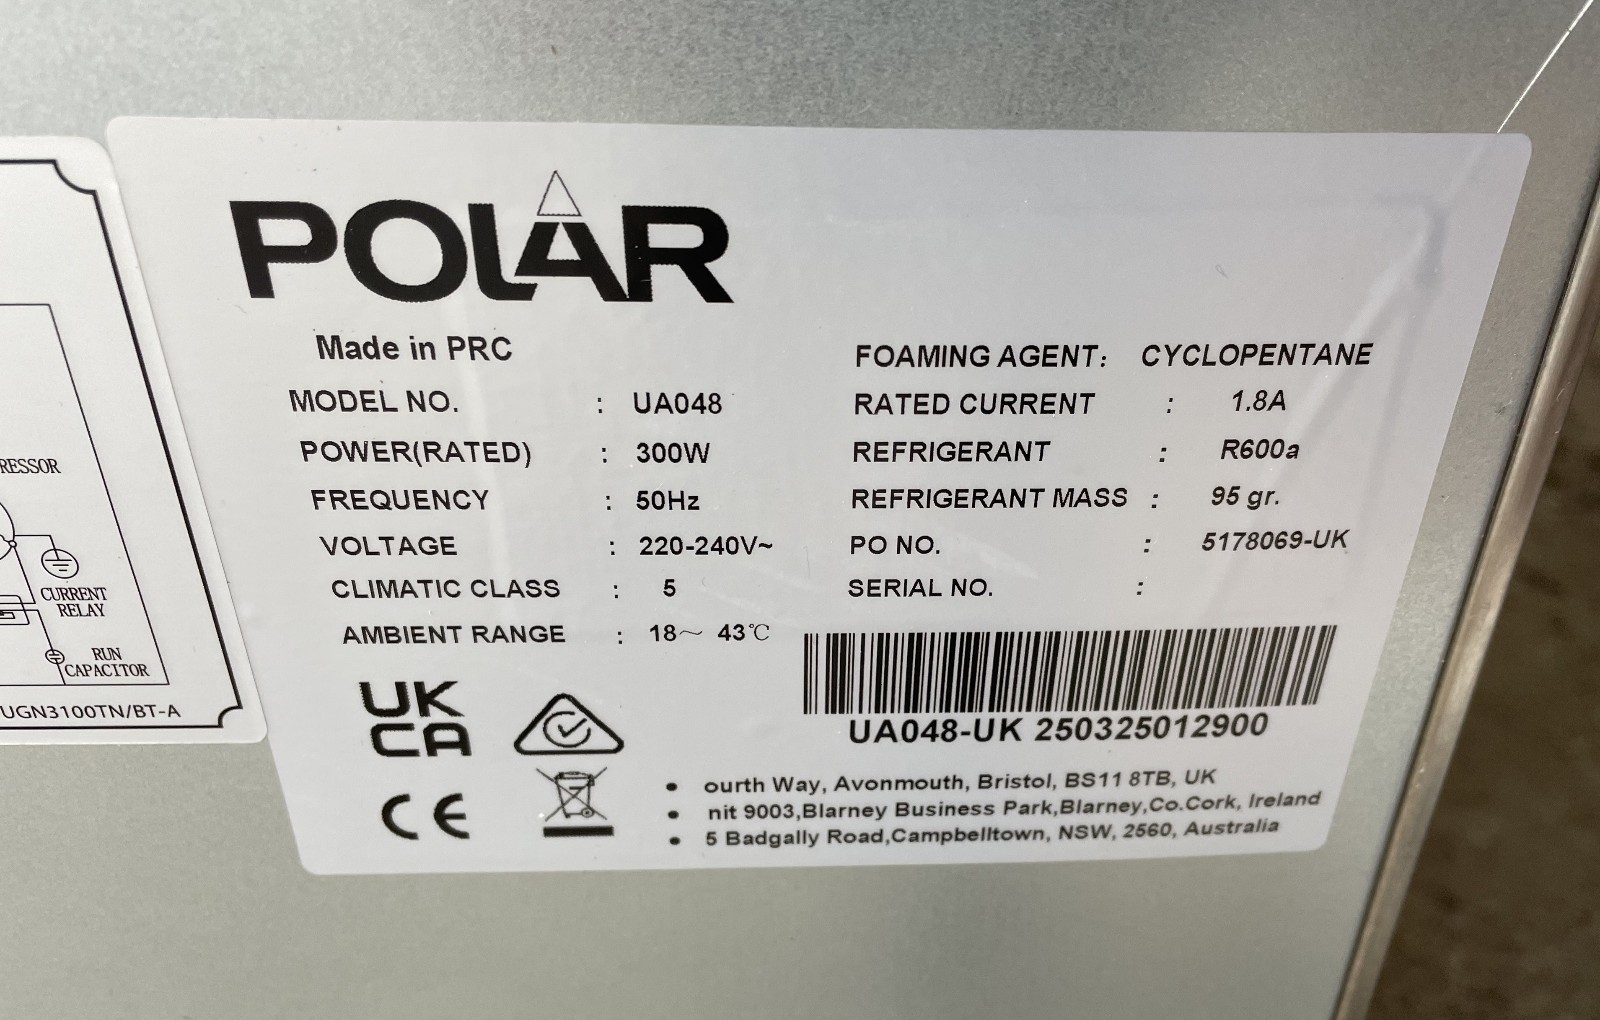 POLAR
Made in PRC
MODEL NO. : UA048
POWER(RATED) : 300W
FREQUENCY : 50Hz
VOLTAGE : 220-240V~
CLIMATIC CLASS : 5
AMBIENT RANGE : 18～ 43℃
FOAMING AGENT: CYCLOPENTANE
RATED CURRENT : 1.8A
REFRIGERANT : R600a
REFRIGERANT MASS : 95 gr.
PO NO. : 5178069-UK
SERIAL NO. :
UA048-UK 250325012900
UK
CA
CE
• ourth Way, Avonmouth, Bristol, BS11 8TB, UK
• nit 9003,Blarney Business Park,Blarney,Co.Cork, Ireland
• 5 Badgally Road,Campbelltown, NSW, 2560, Australia
RESSOR
CURRENT
RELAY
RUN
CAPACITOR
UGN3100TN/BT-A